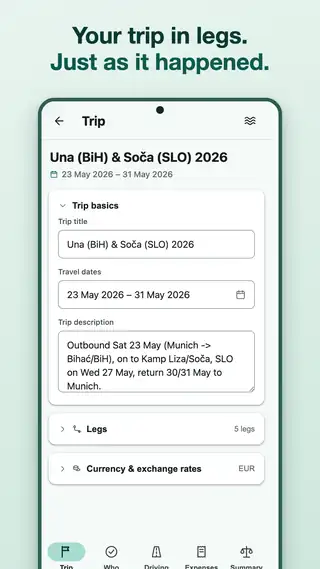 Your trip in legs.
Just as it happened.
Trip
Una (BiH) & Soča (SLO) 2026
23 May 2026 – 31 May 2026
Trip basics
Trip title
Una (BiH) & Soča (SLO) 2026
Travel dates
23 May 2026 – 31 May 2026
Trip description
Outbound Sat 23 May (Munich ->
Bihać/BiH), on to Kamp Liza/Soča, SLO
on Wed 27 May, return 30/31 May to
Munich.
Legs 5 legs
Currency & exchange rates EUR
Trip Who Driving Expenses Summary